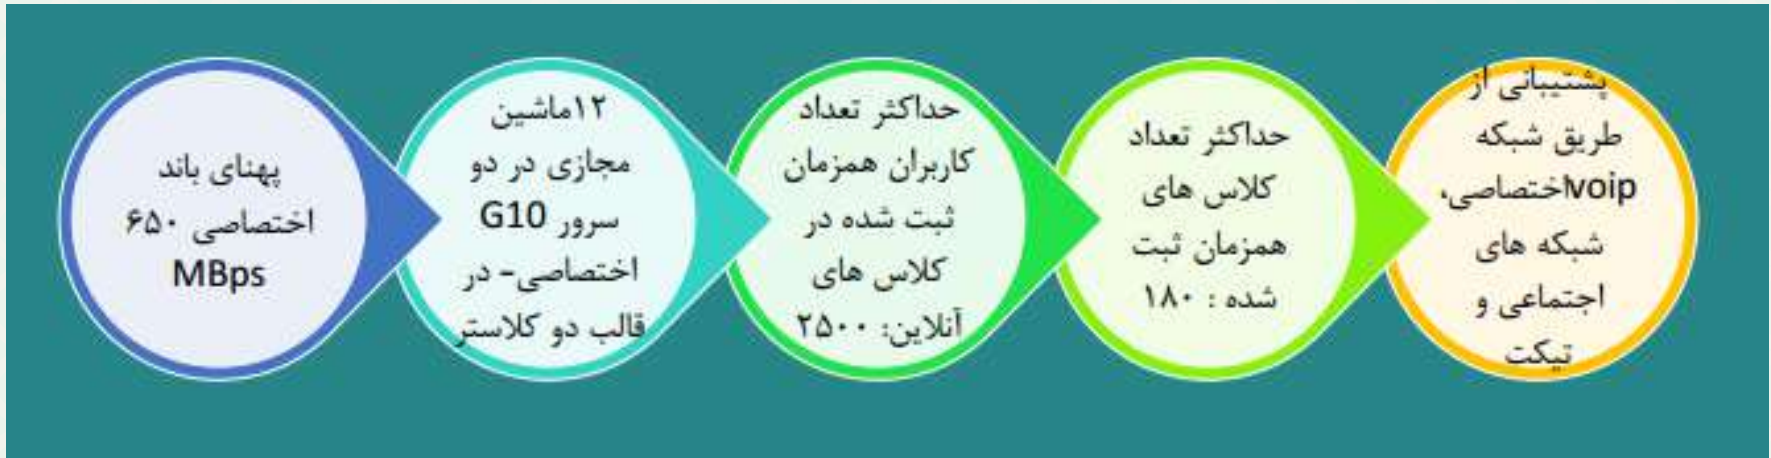 پهنای باند
اختصاصی ۶۵۰
MBps
۱۲ماشین
مجازی در دو
سرور G10
اختصاصی- در
قالب دو کلاستر
حداکثر تعداد
کاربران همزمان
ثبت شده در
کلاس های
آنلاین: ۲۵۰۰
حداکثر تعداد
کلاس های
همزمان ثبت
شده : ۱۸۰
پشتیبانی از
طریق شبکه
voipاختصاصی،
شبکه های
اجتماعی و
تیکت